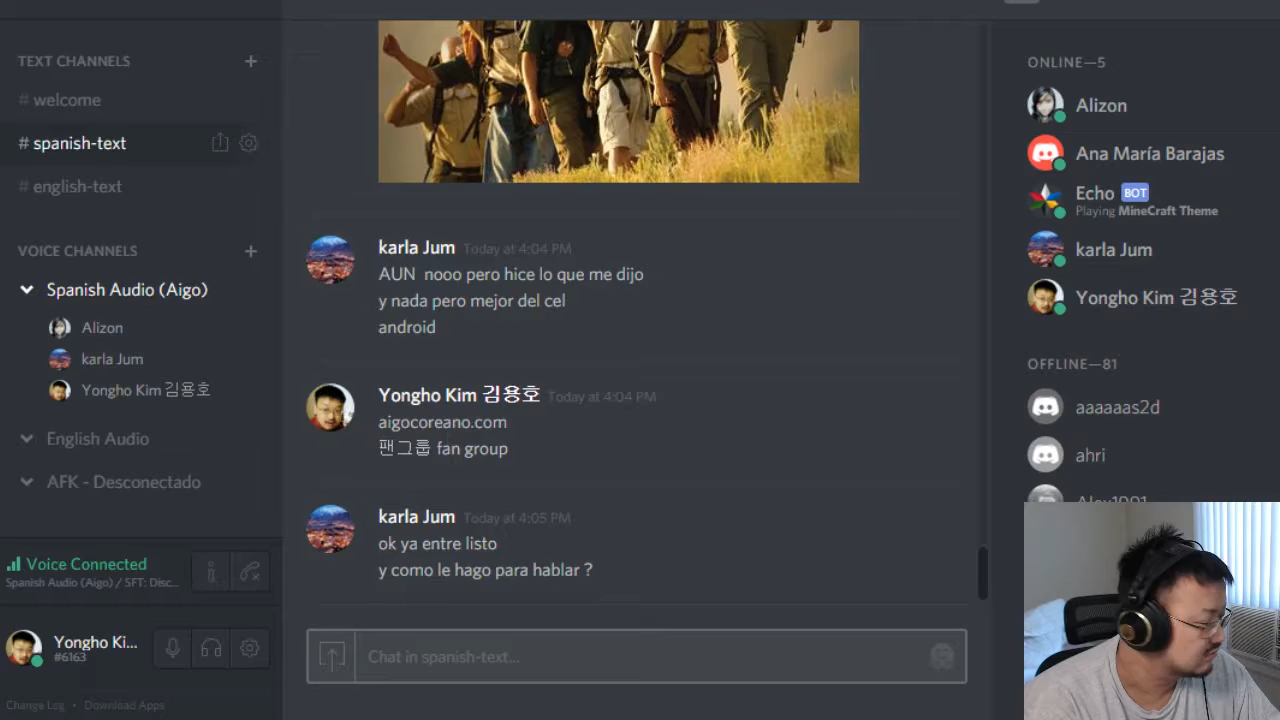 TEXT CHANNELS +
# welcome
# spanish-text
# english-text
VOICE CHANNELS +
Spanish Audio (Aigo)
Alizon
karla Jum
Yongho Kim 김용호
English Audio
AFK - Desconectado
Voice Connected
Spanish Audio (Aigo) / SFT: Disc...
Yongho Ki...
#6163
Change Log • Download Apps
karla Jum Today at 4:04 PM
AUN nooo pero hice lo que me dijo
y nada pero mejor del cel
android
Yongho Kim 김용호 Today at 4:04 PM
aigocoreano.com
팬그룹 fan group
karla Jum Today at 4:05 PM
ok ya entre listo
y como le hago para hablar ?
Chat in spanish-text...
ONLINE—5
Alizon
Ana María Barajas
Echo BOT
Playing MineCraft Theme
karla Jum
Yongho Kim 김용호
OFFLINE—81
aaaaaas2d
ahri
Alex1991